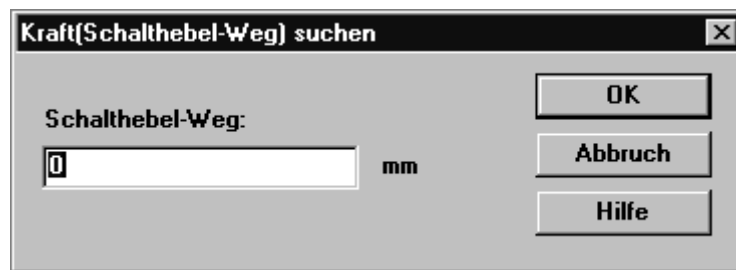 Kraft(Schalthebel-Weg) suchen
Schalthebel-Weg:
0 mm
OK
Abbruch
Hilfe